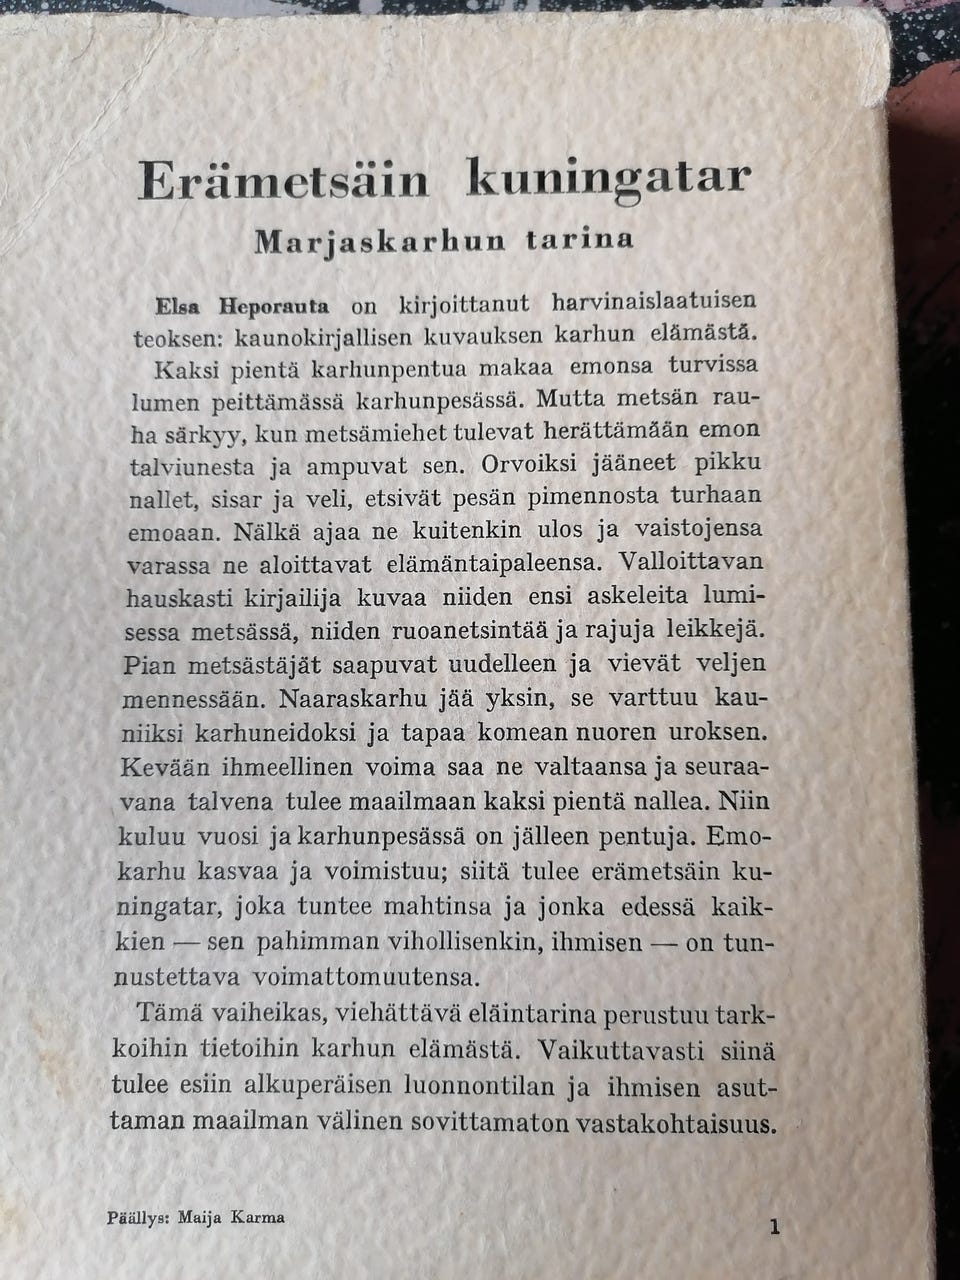 Erämetsäin kuningatar
Marjaskarhun tarina
Elsa Heporauta on kirjoittanut harvinaislaatuisen
teoksen: kaunokirjallisen kuvauksen karhun elämästä.
Kaksi pientä karhunpentua makaa emonsa turvissa
lumen peittämässä karhunpesässä. Mutta metsän rau-
ha särkyy, kun metsämiehet tulevat herättämään emon
talviunesta ja ampuvat sen. Orvoiksi jääneet pikku
nallet, sisar ja veli, etsivät pesän pimennosta turhaan
emoaan. Nälkä ajaa ne kuitenkin ulos ja vaistojensa
varassa ne aloittavat elämäntaipaleensa. Valloittavan
hauskasti kirjailija kuvaa niiden ensi askeleita lumi-
sessa metsässä, niiden ruoanetsintää ja rajuja leikkejä.
Pian metsästäjät saapuvat uudelleen ja vievät veljen
mennessään. Naaraskarhu jää yksin, se varttuu kau-
niiksi karhuneidoksi ja tapaa komean nuoren uroksen.
Kevään ihmeellinen voima saa ne valtaansa ja seuraa-
vana talvena tulee maailmaan kaksi pientä nallea. Niin
kuluu vuosi ja karhunpesässä on jälleen pentuja. Emo-
karhu kasvaa ja voimistuu; siitä tulee erämetsäin ku-
ningatar, joka tuntee mahtinsa ja jonka edessä kaik-
kien — sen pahimman vihollisenkin, ihmisen — on tun-
nustettava voimattomuutensa.
Tämä vaiheikas, viehättävä eläintarina perustuu tark-
koihin tietoihin karhun elämästä. Vaikuttavasti siinä
tulee esiin alkuperäisen luonnontilan ja ihmisen asut-
taman maailman välinen sovittamaton vastakohtaisuus.
Päällys: Maija Karma
1